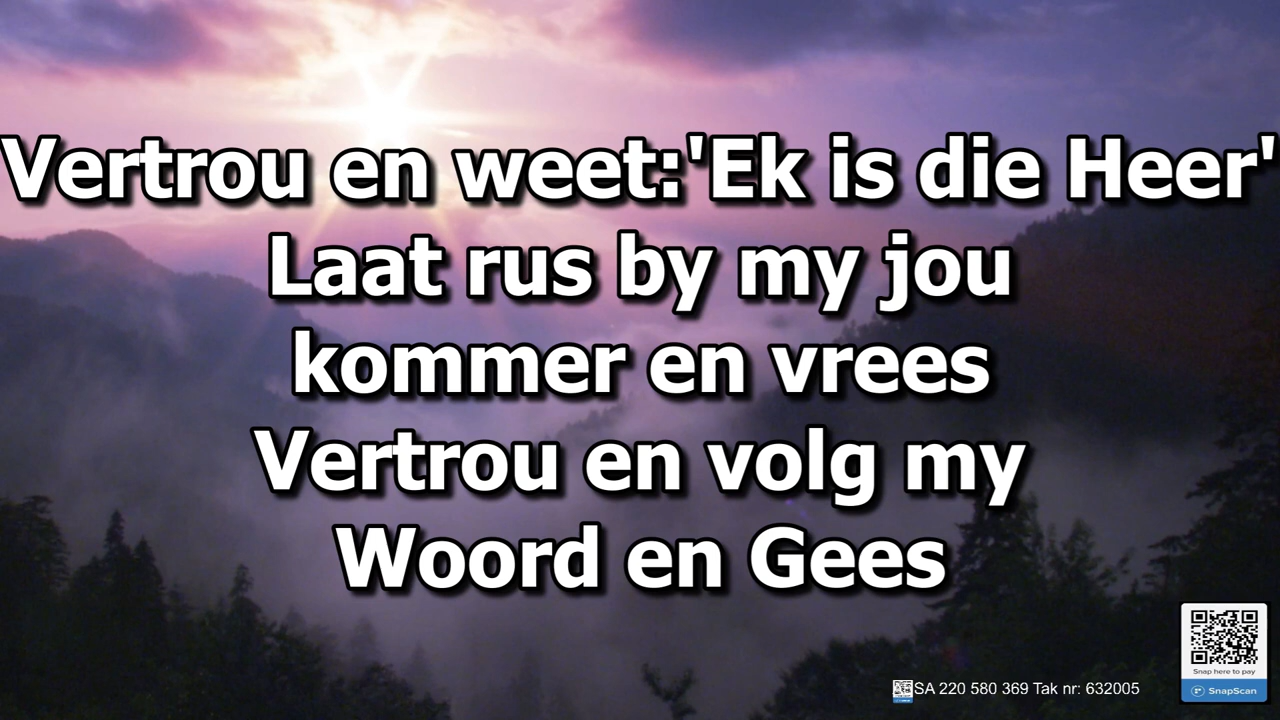 Vertrou en weet:'Ek is die Heer'
Laat rus by my jou
kommer en vrees
Vertrou en volg my
Woord en Gees
SA 220 580 369 Tak nr: 632005
Snap here to pay
SnapScan